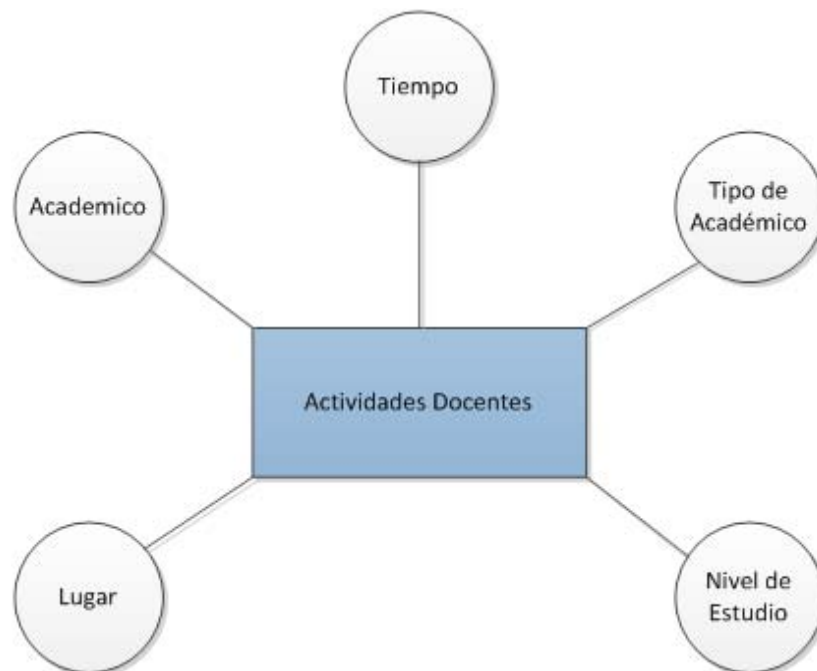 Tiempo
Academico
Tipo de
Académico
Actividades Docentes
Lugar
Nivel de
Estudio